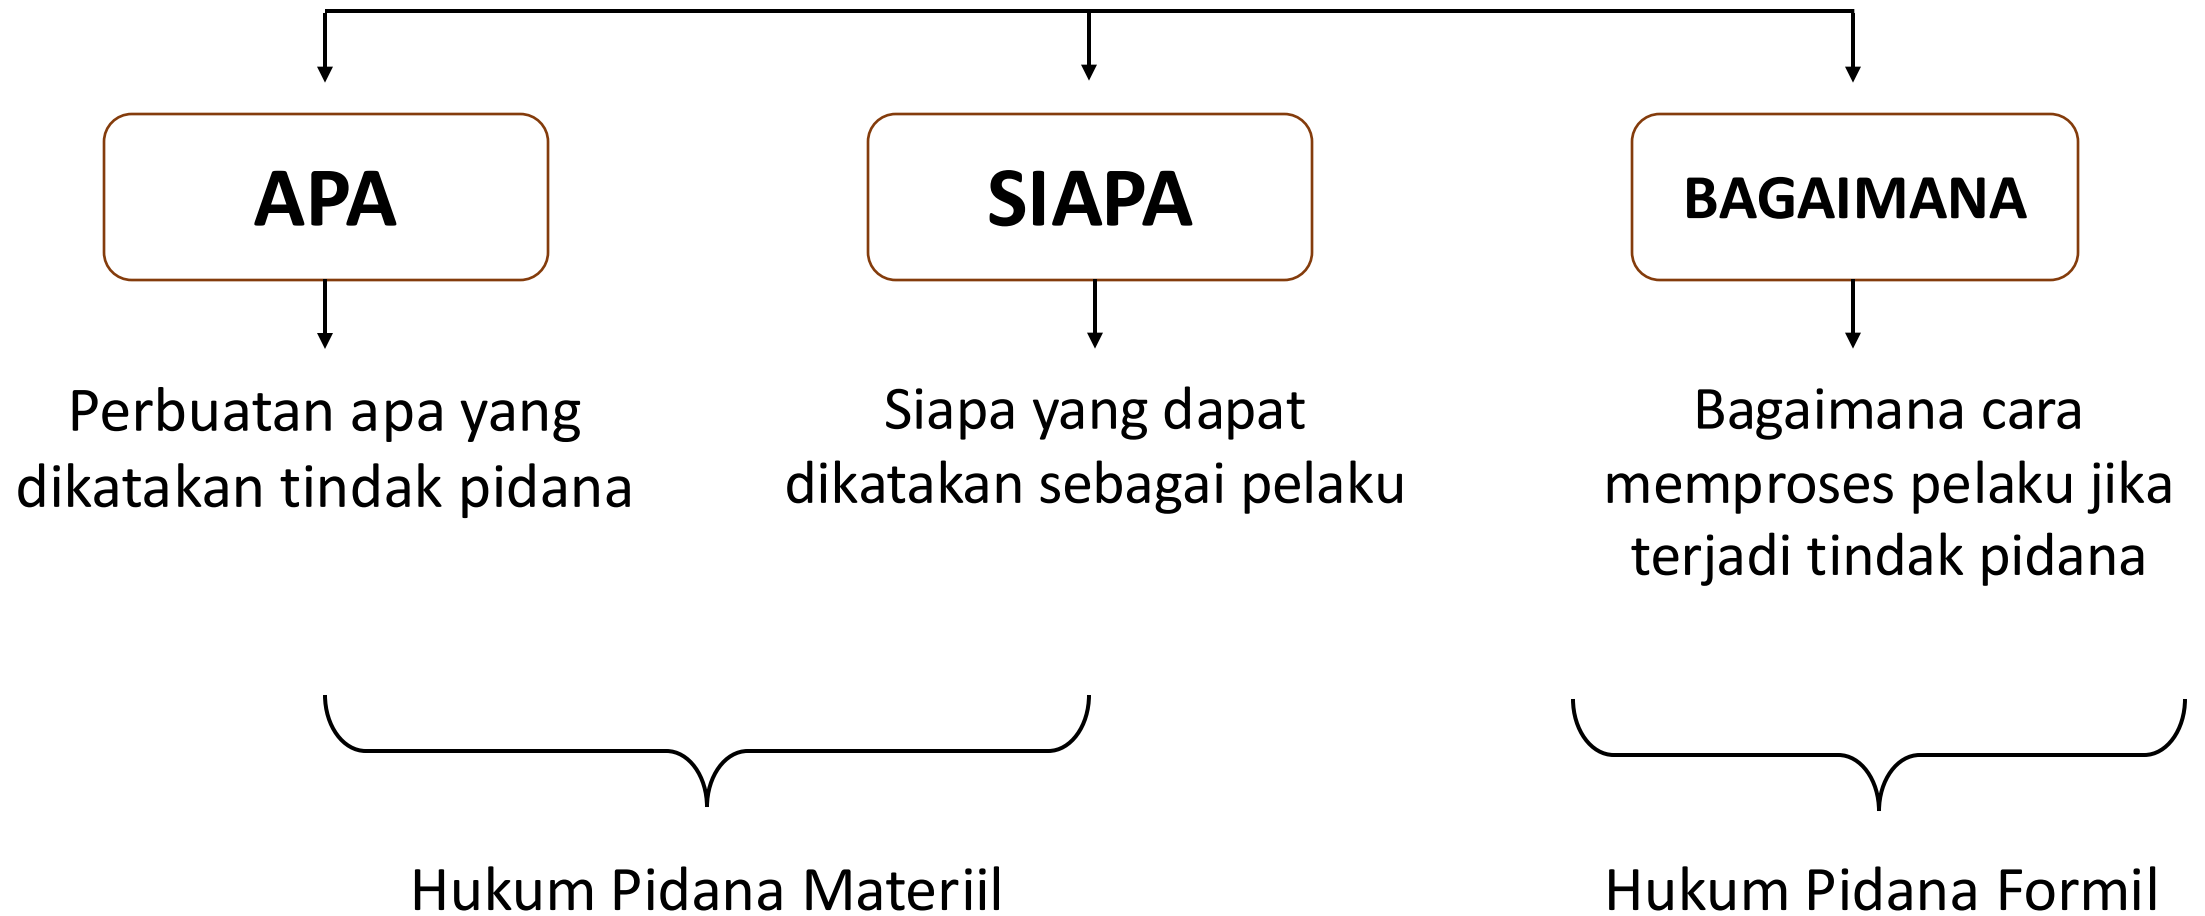 APA
SIAPA
BAGAIMANA
Perbuatan apa yang
dikatakan tindak pidana
Siapa yang dapat
dikatakan sebagai pelaku
Bagaimana cara
memproses pelaku jika
terjadi tindak pidana
Hukum Pidana Materiil
Hukum Pidana Formil